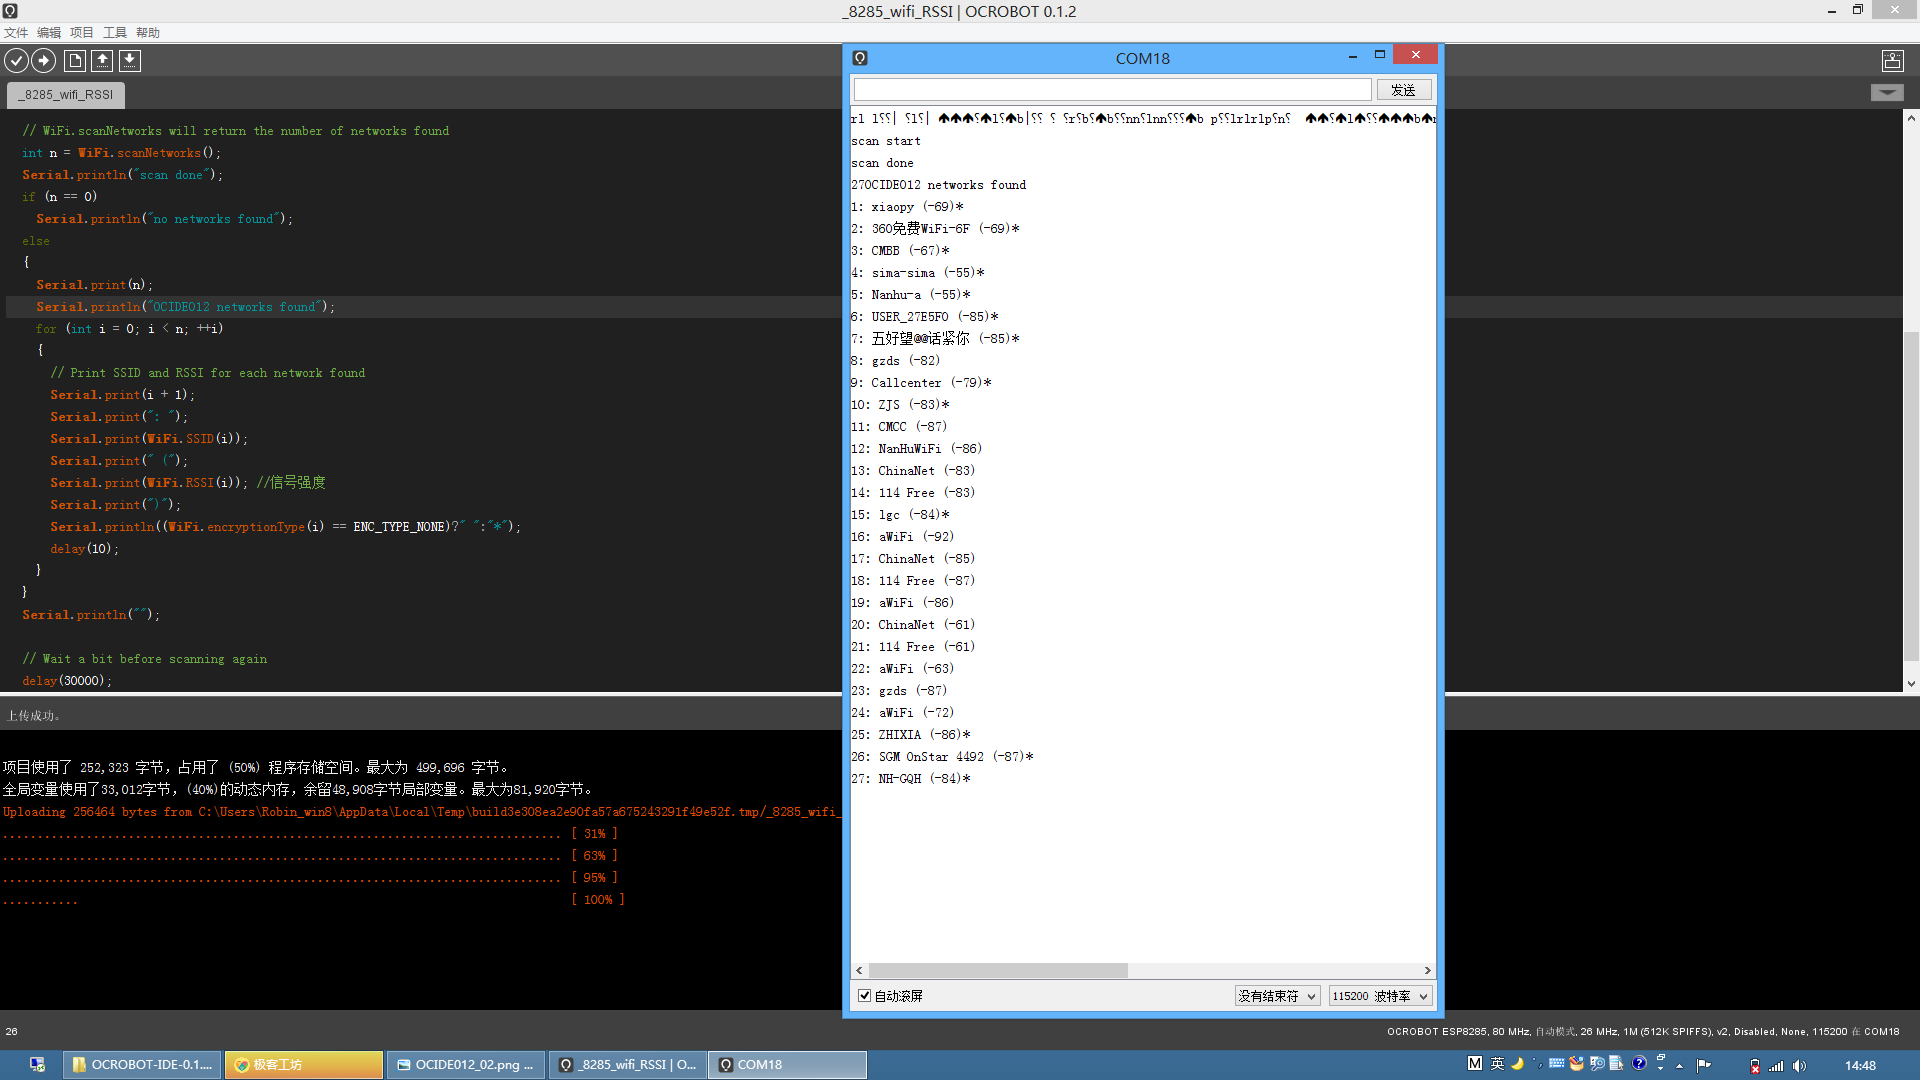 _8285_wifi_RSSI | OCROBOT 0.1.2
文件 编辑 项目 工具 帮助
_8285_wifi_RSSI
// WiFi.scanNetworks will return the number of networks found
int n = WiFi.scanNetworks();
Serial.println("scan done");
if (n == 0)
Serial.println("no networks found");
else
{
Serial.print(n);
Serial.println("OCIDE012 networks found");
for (int i = 0; i < n; ++i)
{
// Print SSID and RSSI for each network found
Serial.print(i + 1);
Serial.print(": ");
Serial.print(WiFi.SSID(i));
Serial.print(" (");
Serial.print(WiFi.RSSI(i)); //信号强度
Serial.print(")");
Serial.println((WiFi.encryptionType(i) == ENC_TYPE_NONE)?" ":"*");
delay(10);
}
}
Serial.println("");
// Wait a bit before scanning again
delay(30000);
上传成功。
项目使用了 252,323 字节，占用了 (50%) 程序存储空间。最大为 499,696 字节。
全局变量使用了33,012字节，(40%)的动态内存，余留48,908字节局部变量。最大为81,920字节。
Uploading 256464 bytes from C:\Users\Robin_win8\AppData\Local\Temp\build3e308ea2e90fa57a675243291f49e52f.tmp/_8285_wifi_
................................................................................ [ 31% ]
................................................................................ [ 63% ]
................................................................................ [ 95% ]
........... [ 100% ]
COM18
发送
scan start
scan done
27OCIDE012 networks found
1: xiaopy (-69)*
2: 360免费WiFi-6F (-69)*
3: CMBB (-67)*
4: sima-sima (-55)*
5: Nanhu-a (-55)*
6: USER_27E5F0 (-85)*
7: 五好望@@话紧你 (-85)*
8: gzds (-82)
9: Callcenter (-79)*
10: ZJS (-83)*
11: CMCC (-87)
12: NanHuWiFi (-86)
13: ChinaNet (-83)
14: 114 Free (-83)
15: lgc (-84)*
16: aWiFi (-92)
17: ChinaNet (-85)
18: 114 Free (-87)
19: aWiFi (-86)
20: ChinaNet (-61)
21: 114 Free (-61)
22: aWiFi (-63)
23: gzds (-87)
24: aWiFi (-72)
25: ZHIXIA (-86)*
26: SGM OnStar 4492 (-87)*
27: NH-GQH (-84)*
自动滚屏 没有结束符 115200 波特率
26 OCROBOT ESP8285, 80 MHz, 自动模式, 26 MHz, 1M (512K SPIFFS), v2, Disabled, None, 115200 在 COM18
OCROBOT-IDE-0.1.... 极客工坊 OCIDE012_02.png ... _8285_wifi_RSSI | O... COM18 M 英 14:48